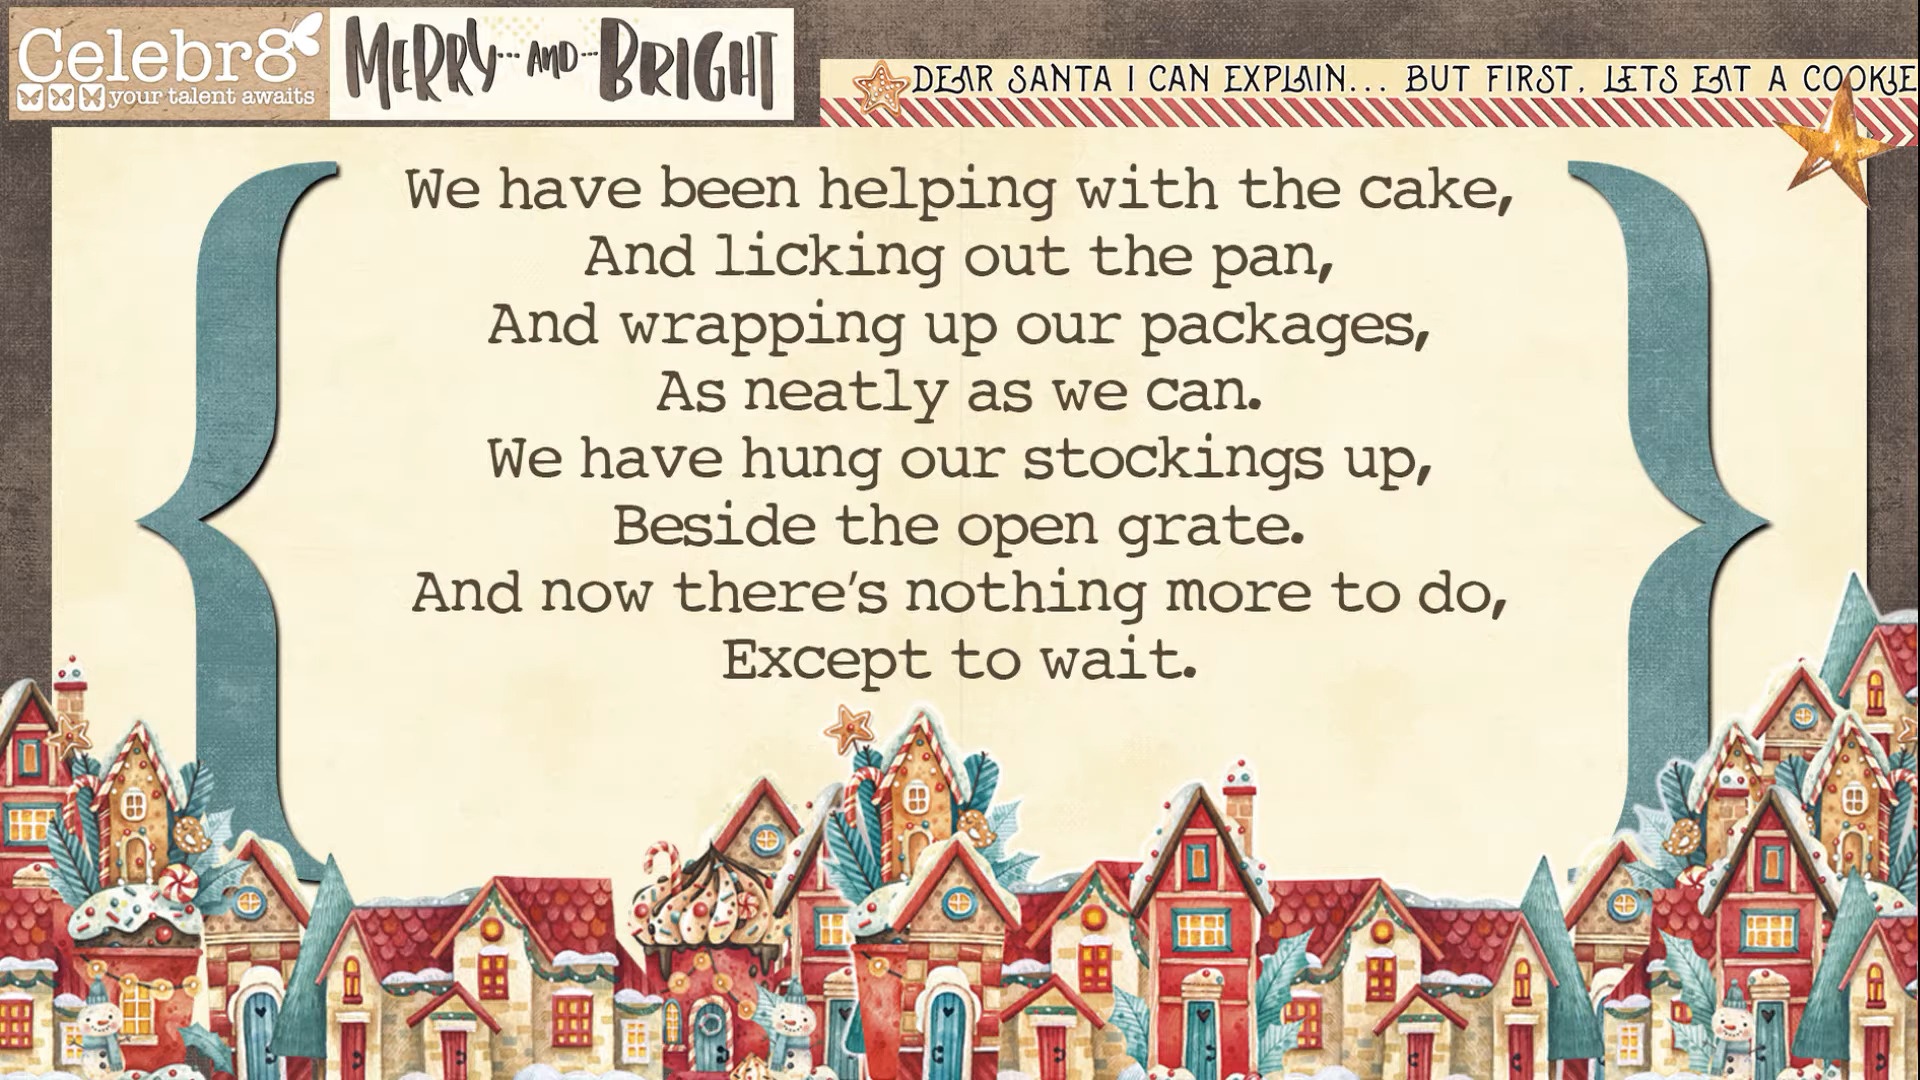 Celebr8
your talent awaits
MERRY...AND...BRIGHT
DEAR SANTA I CAN EXPLAIN... BUT FIRST, LETS EAT A COOKIE
We have been helping with the cake,
And licking out the pan,
And wrapping up our packages,
As neatly as we can.
We have hung our stockings up,
Beside the open grate.
And now there's nothing more to do,
Except to wait.